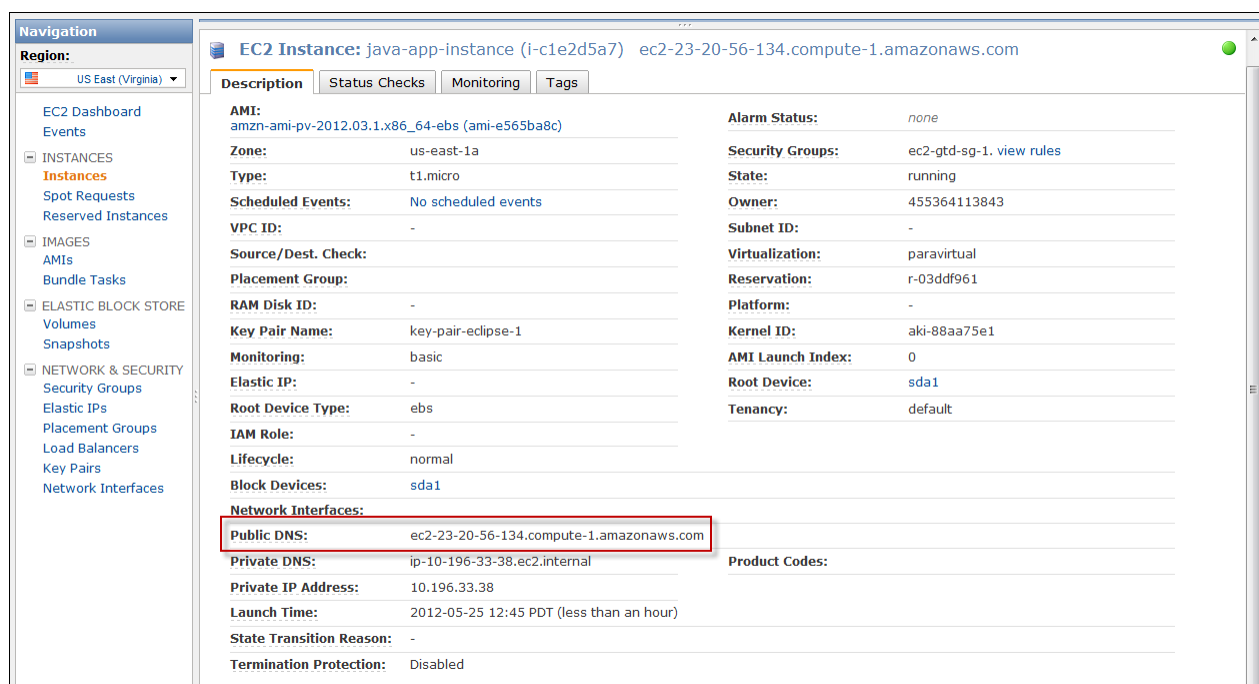 Navigation
Region:
US East (Virginia)
EC2 Dashboard
Events
INSTANCES
Instances
Spot Requests
Reserved Instances
IMAGES
AMIs
Bundle Tasks
ELASTIC BLOCK STORE
Volumes
Snapshots
NETWORK & SECURITY
Security Groups
Elastic IPs
Placement Groups
Load Balancers
Key Pairs
Network Interfaces
EC2 Instance: java-app-instance (i-c1e2d5a7) ec2-23-20-56-134.compute-1.amazonaws.com
Description Status Checks Monitoring Tags
AMI:
amzn-ami-pv-2012.03.1.x86_64-ebs (ami-e565ba8c)
Alarm Status: none
Zone: us-east-1a
Security Groups: ec2-gtd-sg-1. view rules
Type: t1.micro
State: running
Scheduled Events: No scheduled events
Owner: 455364113843
VPC ID: -
Subnet ID: -
Source/Dest. Check:
Virtualization: paravirtual
Placement Group:
Reservation: r-03ddf961
RAM Disk ID: -
Platform: -
Key Pair Name: key-pair-eclipse-1
Kernel ID: aki-88aa75e1
Monitoring: basic
AMI Launch Index: 0
Elastic IP: -
Root Device: sda1
Root Device Type: ebs
Tenancy: default
IAM Role: -
Lifecycle: normal
Block Devices: sda1
Network Interfaces:
Public DNS: ec2-23-20-56-134.compute-1.amazonaws.com
Private DNS: ip-10-196-33-38.ec2.internal
Product Codes:
Private IP Address: 10.196.33.38
Launch Time: 2012-05-25 12:45 PDT (less than an hour)
State Transition Reason: -
Termination Protection: Disabled